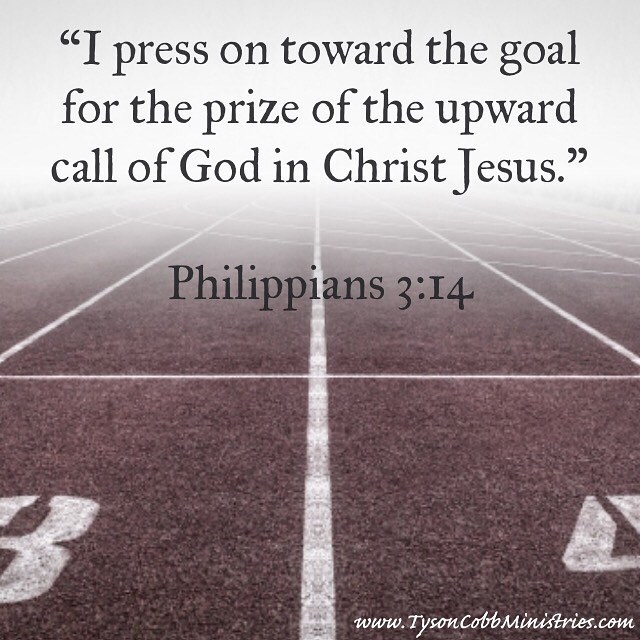 “I press on toward the goal
for the prize of the upward
call of God in Christ Jesus.”
Philippians 3:14
www.TysonCobbMinistries.com